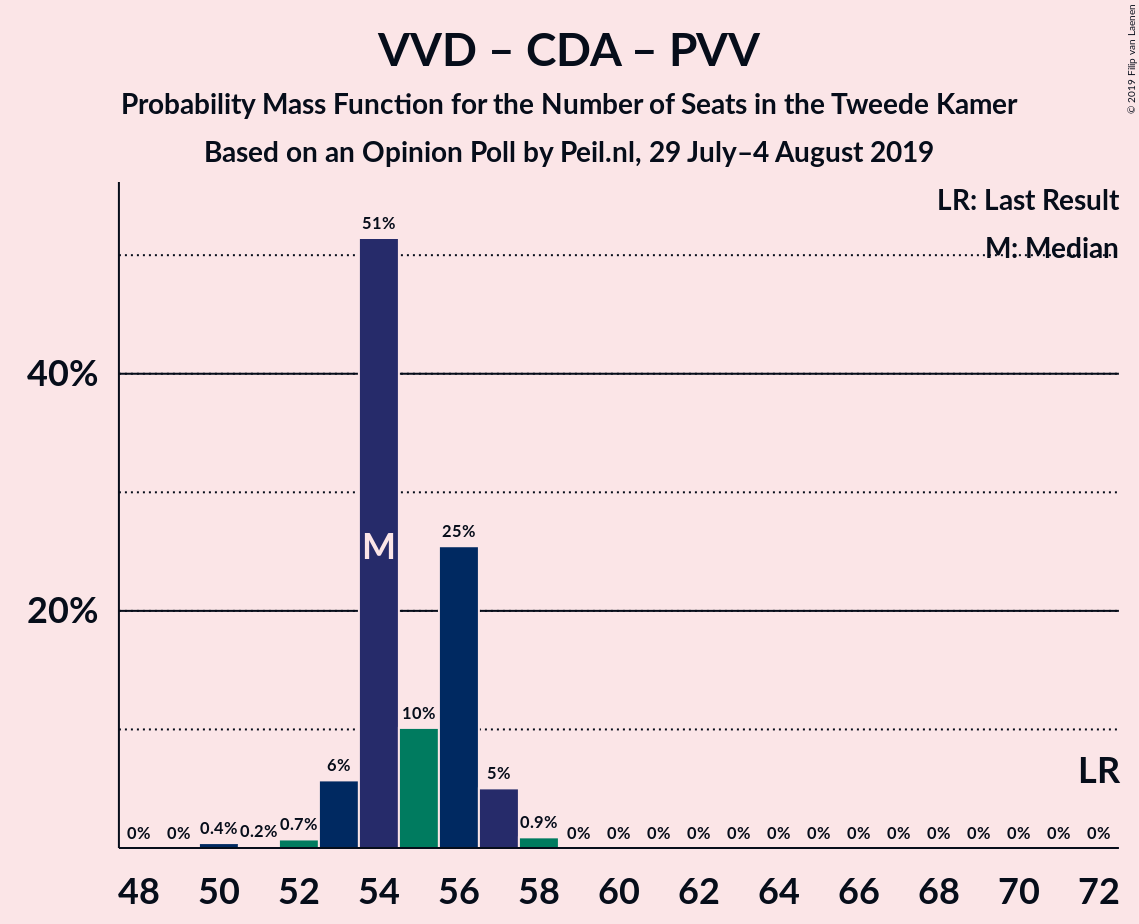 VVD – CDA – PVV
Probability Mass Function for the Number of Seats in the Tweede Kamer
Based on an Opinion Poll by Peil.nl, 29 July–4 August 2019
© 2019 Filip van Laenen
LR: Last Result
M: Median
40%
20%
0% 0% 0.4% 0.2% 0.7% 6% 51% 10% 25% 5% 0.9% 0% 0% 0% 0% 0% 0% 0% 0% 0% 0% 0% 0% 0% 0%
M
LR
48 50 52 54 56 58 60 62 64 66 68 70 72